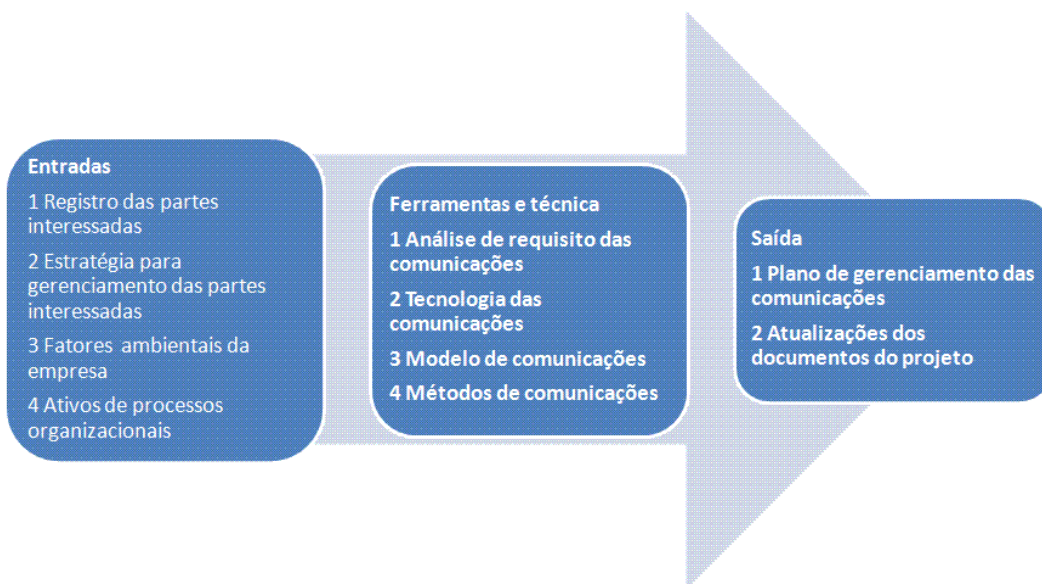 Entradas
1 Registro das partes
interessadas
2 Estratégia para
gerenciamento das partes
interessadas
3 Fatores ambientais da
empresa
4 Ativos de processos
organizacionais
Ferramentas e técnica
1 Análise de requisito das
comunicações
2 Tecnologia das
comunicações
3 Modelo de comunicações
4 Métodos de comunicações
Saída
1 Plano de gerenciamento das
comunicações
2 Atualizações dos
documentos do projeto